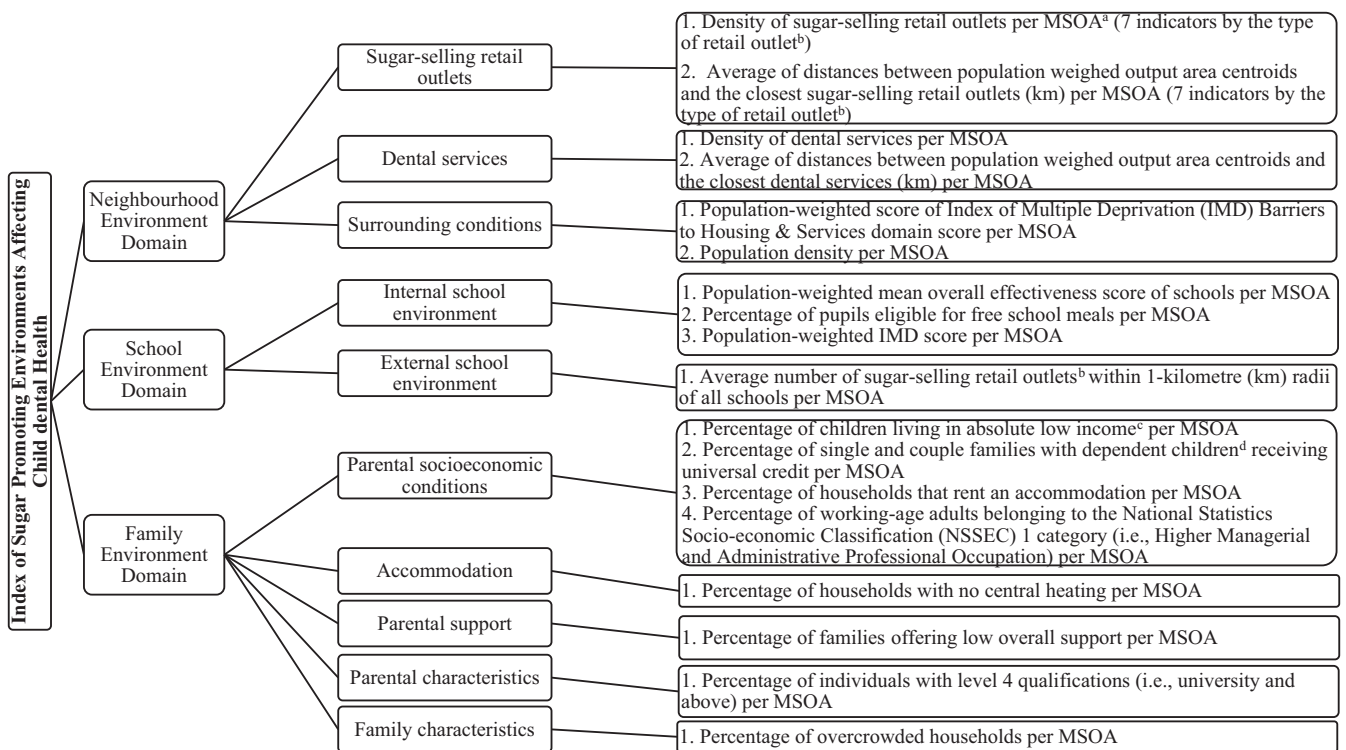 Index of Sugar Promoting Environments Affecting
Child dental Health
Neighbourhood
Environment
Domain
Sugar-selling retail
outlets
1. Density of sugar-selling retail outlets per MSOAᵃ (7 indicators by the type
of retail outletᵇ)
2. Average of distances between population weighed output area centroids
and the closest sugar-selling retail outlets (km) per MSOA (7 indicators by the
type of retail outletᵇ)
Dental services
1. Density of dental services per MSOA
2. Average of distances between population weighed output area centroids and
the closest dental services (km) per MSOA
Surrounding conditions
1. Population-weighted score of Index of Multiple Deprivation (IMD) Barriers
to Housing & Services domain score per MSOA
2. Population density per MSOA
School
Environment
Domain
Internal school
environment
1. Population-weighted mean overall effectiveness score of schools per MSOA
2. Percentage of pupils eligible for free school meals per MSOA
3. Population-weighted IMD score per MSOA
External school
environment
1. Average number of sugar-selling retail outletsᵇ within 1-kilometre (km) radii
of all schools per MSOA
Family
Environment
Domain
Parental socioeconomic
conditions
1. Percentage of children living in absolute low incomeᶜ per MSOA
2. Percentage of single and couple families with dependent childrenᵈ receiving
universal credit per MSOA
3. Percentage of households that rent an accommodation per MSOA
4. Percentage of working-age adults belonging to the National Statistics
Socio-economic Classification (NSSEC) 1 category (i.e., Higher Managerial
and Administrative Professional Occupation) per MSOA
Accommodation
1. Percentage of households with no central heating per MSOA
Parental support
1. Percentage of families offering low overall support per MSOA
Parental characteristics
1. Percentage of individuals with level 4 qualifications (i.e., university and
above) per MSOA
Family characteristics
1. Percentage of overcrowded households per MSOA